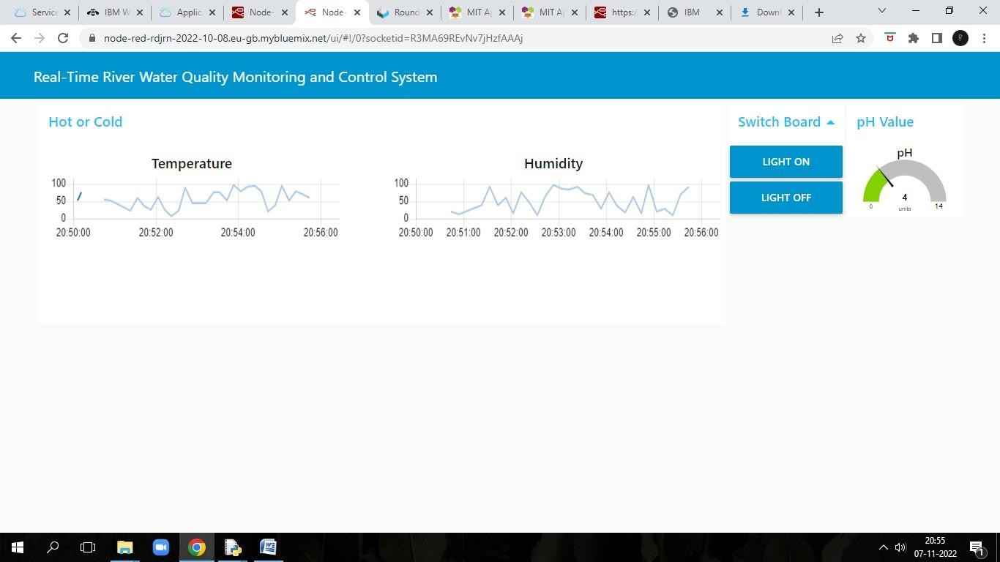 Service
IBM W
Applic
Node-
Node-
Round
MIT Ap
MIT Ap
https:/
IBM
Downl
node-red-rdjrn-2022-10-08.eu-gb.mybluemix.net/ui/#!/0?socketid=R3MA69REvNv7jHzfAAAj
Real-Time River Water Quality Monitoring and Control System
Hot or Cold
Temperature
100
50
0
20:50:00 20:52:00 20:54:00 20:56:00
Humidity
100
50
0
20:50:00 20:51:00 20:52:00 20:53:00 20:54:00 20:55:00 20:56:00
Switch Board
LIGHT ON
LIGHT OFF
pH Value
pH
4
units
0 14
20:55
07-11-2022
1